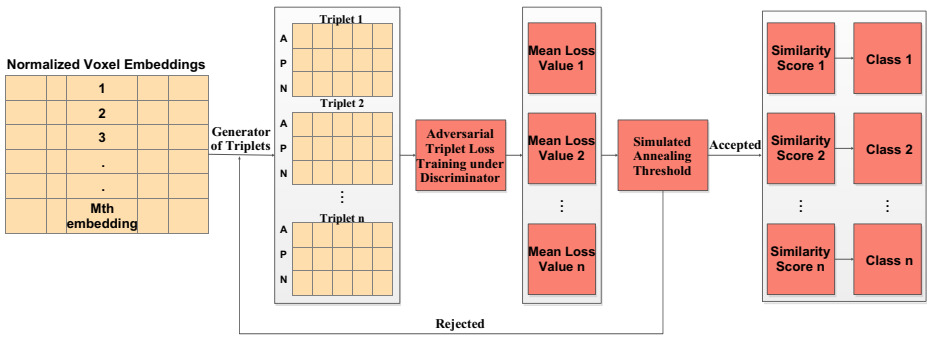 Normalized Voxel Embeddings
1
2
3
.
.
Mth
embedding
Generator
of Triplets
Triplet 1
A
P
N
Triplet 2
A
P
N
⋮
Triplet n
A
P
N
Adversarial
Triplet Loss
Training under
Discriminator
Mean Loss
Value 1
Mean Loss
Value 2
⋮
Mean Loss
Value n
Simulated
Annealing
Threshold
Accepted
Rejected
Similarity
Score 1
Class 1
Similarity
Score 2
Class 2
⋮
⋮
Similarity
Score n
Class n